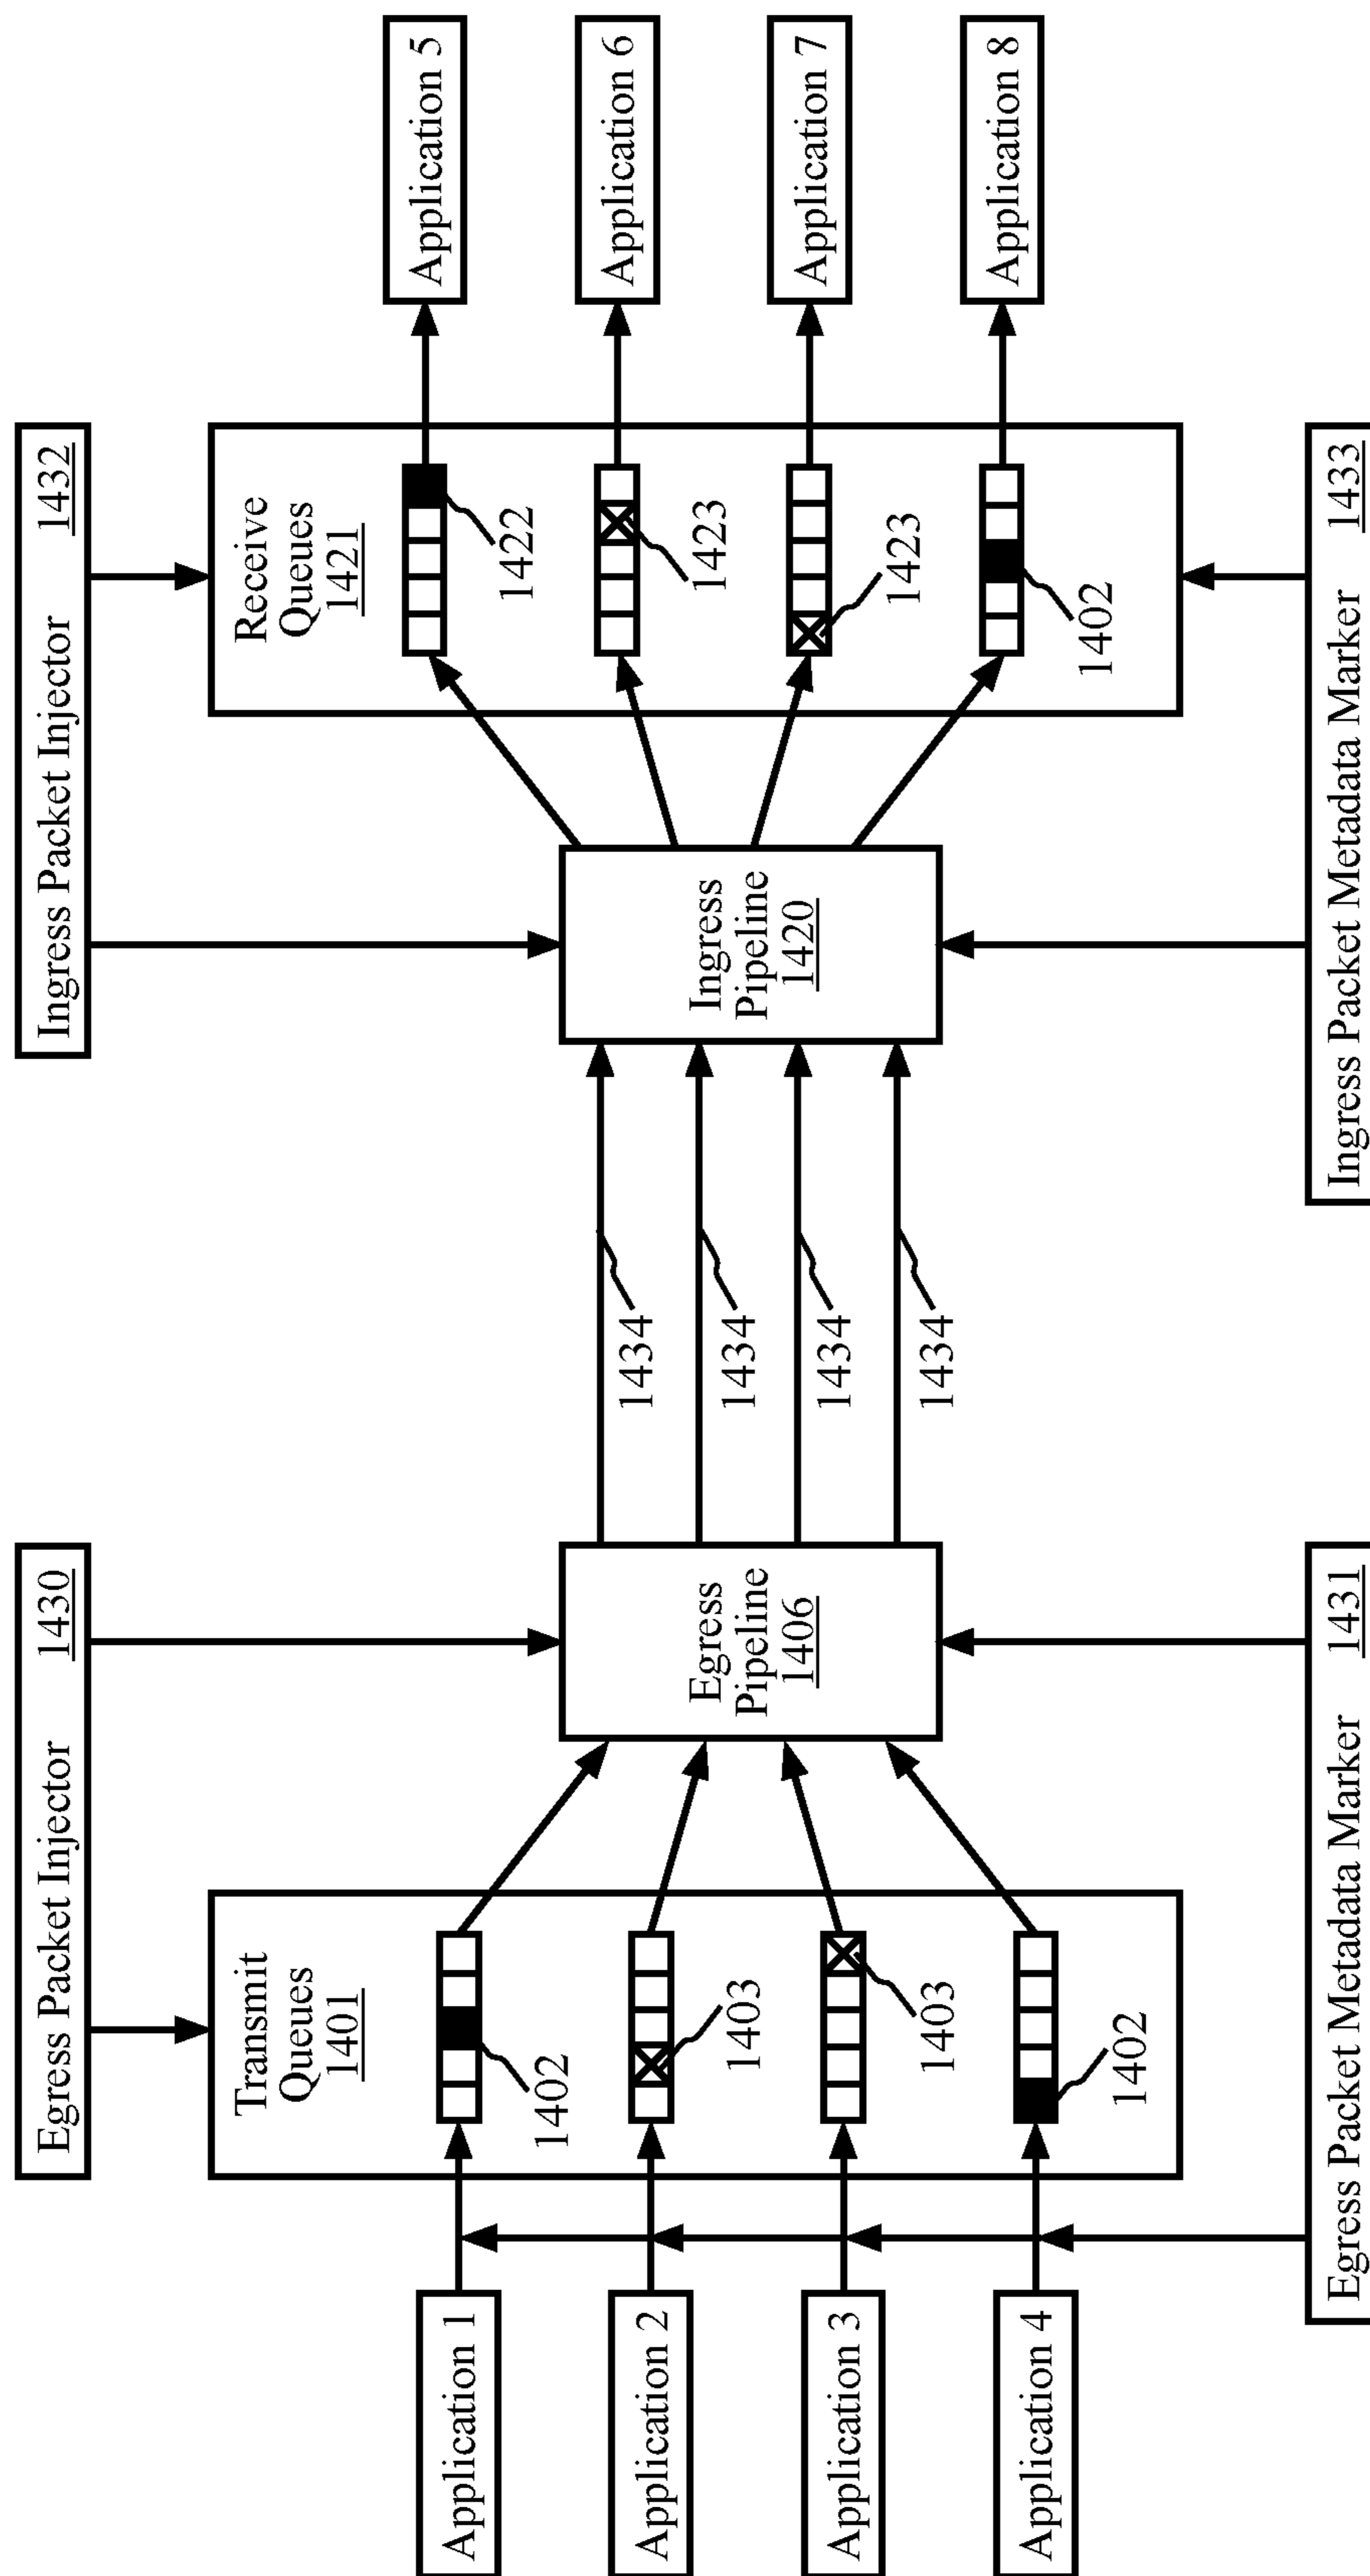 Egress Packet Injector 1430
Ingress Packet Injector 1432
Transmit
Queues
1401
Receive
Queues
1421
Application 1
1402
Application 2
1403
Application 3
1403
Application 4
1402
Egress
Pipeline
1406
1434
1434
1434
1434
Ingress
Pipeline
1420
1422
Application 5
1423
Application 6
1423
Application 7
1402
Application 8
Egress Packet Metadata Marker 1431
Ingress Packet Metadata Marker 1433